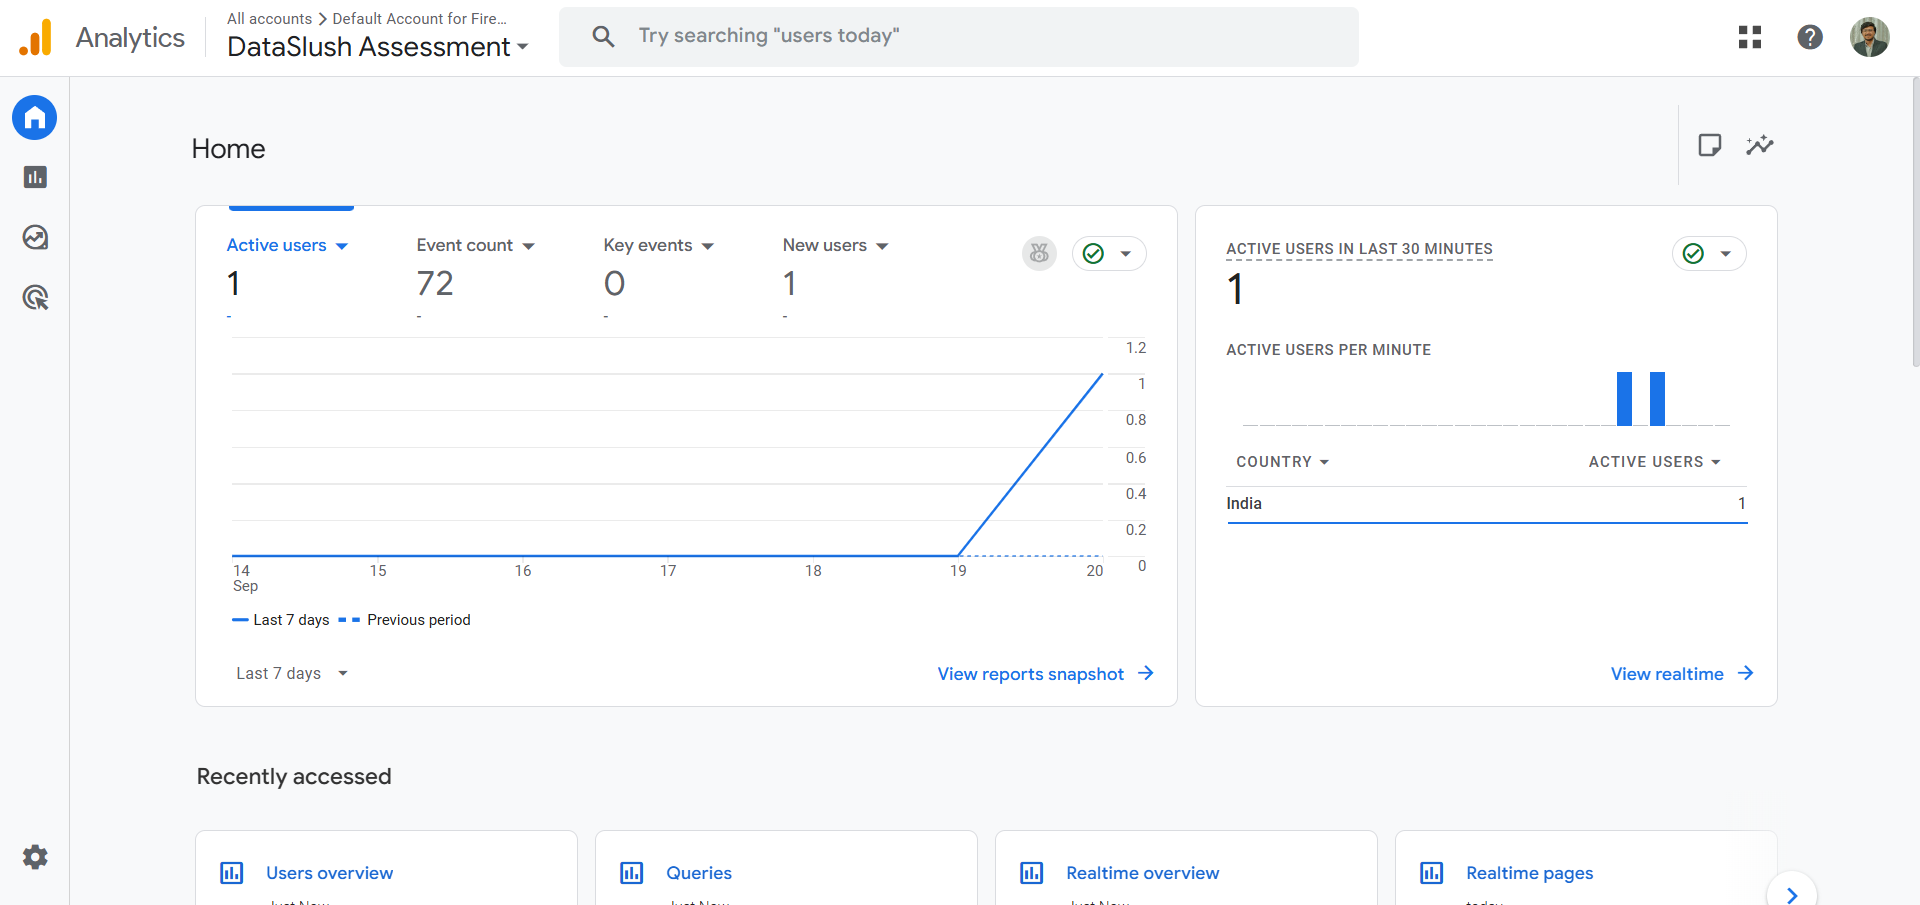 Analytics
All accounts > Default Account for Fire...
DataSlush Assessment
Try searching "users today"
Home
Active users
1
-
Event count
72
-
Key events
0
-
New users
1
-
1.2
1
0.8
0.6
0.4
0.2
0
14 15 16 17 18 19 20
Sep
Last 7 days Previous period
Last 7 days
View reports snapshot
ACTIVE USERS IN LAST 30 MINUTES
1
ACTIVE USERS PER MINUTE
COUNTRY ACTIVE USERS
India 1
View realtime
Recently accessed
Users overview
Just Now
Queries
Just Now
Realtime overview
Just Now
Realtime pages
today